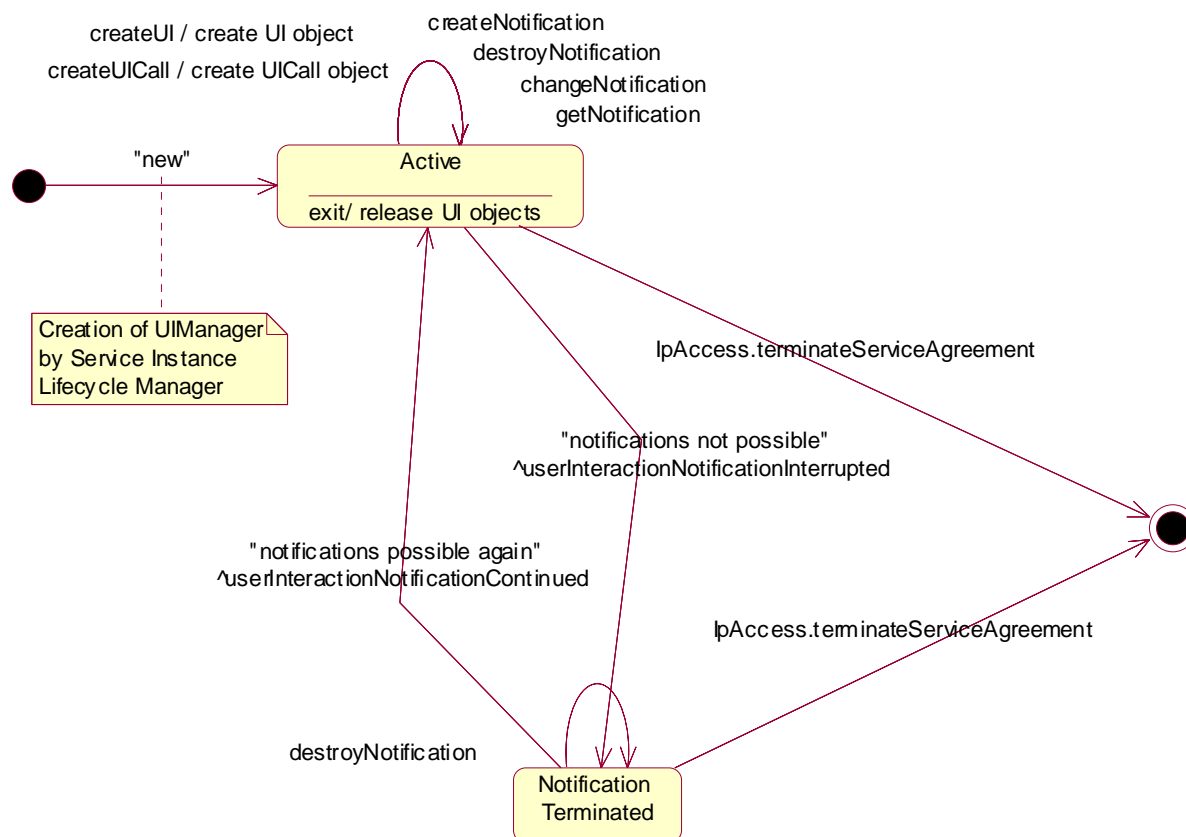 createUI / create UI object
createUICall / create UICall object
createNotification
destroyNotification
changeNotification
getNotification
"new"
Active
exit/ release UI objects
Creation of UIManager
by Service Instance
Lifecycle Manager
IpAccess.terminateServiceAgreement
"notifications not possible"
^userInteractionNotificationInterrupted
"notifications possible again"
^userInteractionNotificationContinued
IpAccess.terminateServiceAgreement
destroyNotification
Notification
Terminated